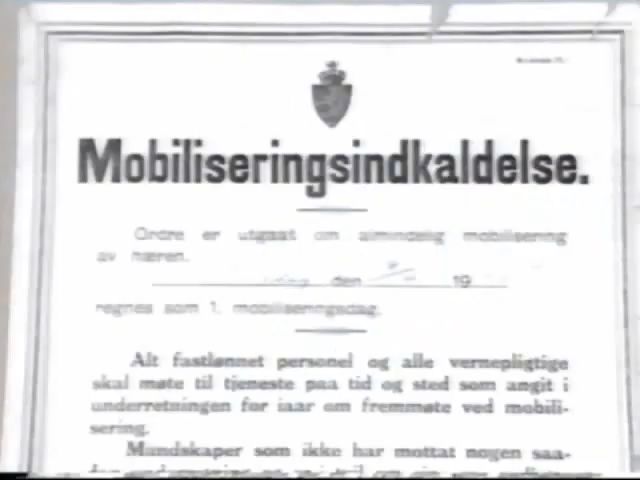 Mobiliseringsindkaldelse.
Ordre er utgaat om almindelig mobilisering
av hæren.
den 19
regnes som 1. mobiliseringsdag.
Alt fastlønnet personel og alle vernepligtige
skal møte til tjeneste paa tid og sted som angit i
underretningen for iaar om fremmøte ved mobili-
sering.
Mandskaper som ikke har mottat nogen saa-